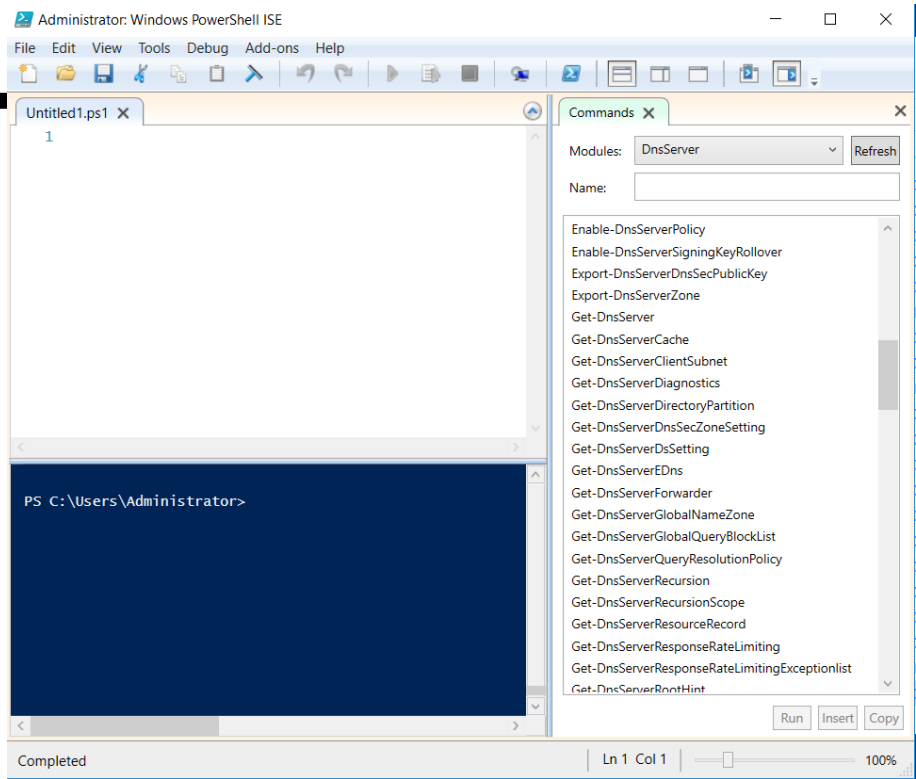 Administrator: Windows PowerShell ISE
File Edit View Tools Debug Add-ons Help
Untitled1.ps1
1
PS C:\Users\Administrator>
Commands
Modules: DnsServer Refresh
Name:
Enable-DnsServerPolicy
Enable-DnsServerSigningKeyRollover
Export-DnsServerDnsSecPublicKey
Export-DnsServerZone
Get-DnsServer
Get-DnsServerCache
Get-DnsServerClientSubnet
Get-DnsServerDiagnostics
Get-DnsServerDirectoryPartition
Get-DnsServerDnsSecZoneSetting
Get-DnsServerDsSetting
Get-DnsServerEDns
Get-DnsServerForwarder
Get-DnsServerGlobalNameZone
Get-DnsServerGlobalQueryBlockList
Get-DnsServerQueryResolutionPolicy
Get-DnsServerRecursion
Get-DnsServerRecursionScope
Get-DnsServerResourceRecord
Get-DnsServerResponseRateLimiting
Get-DnsServerResponseRateLimitingExceptionlist
Get-DnsServerRootHint
Run Insert Copy
Completed Ln 1 Col 1 100%